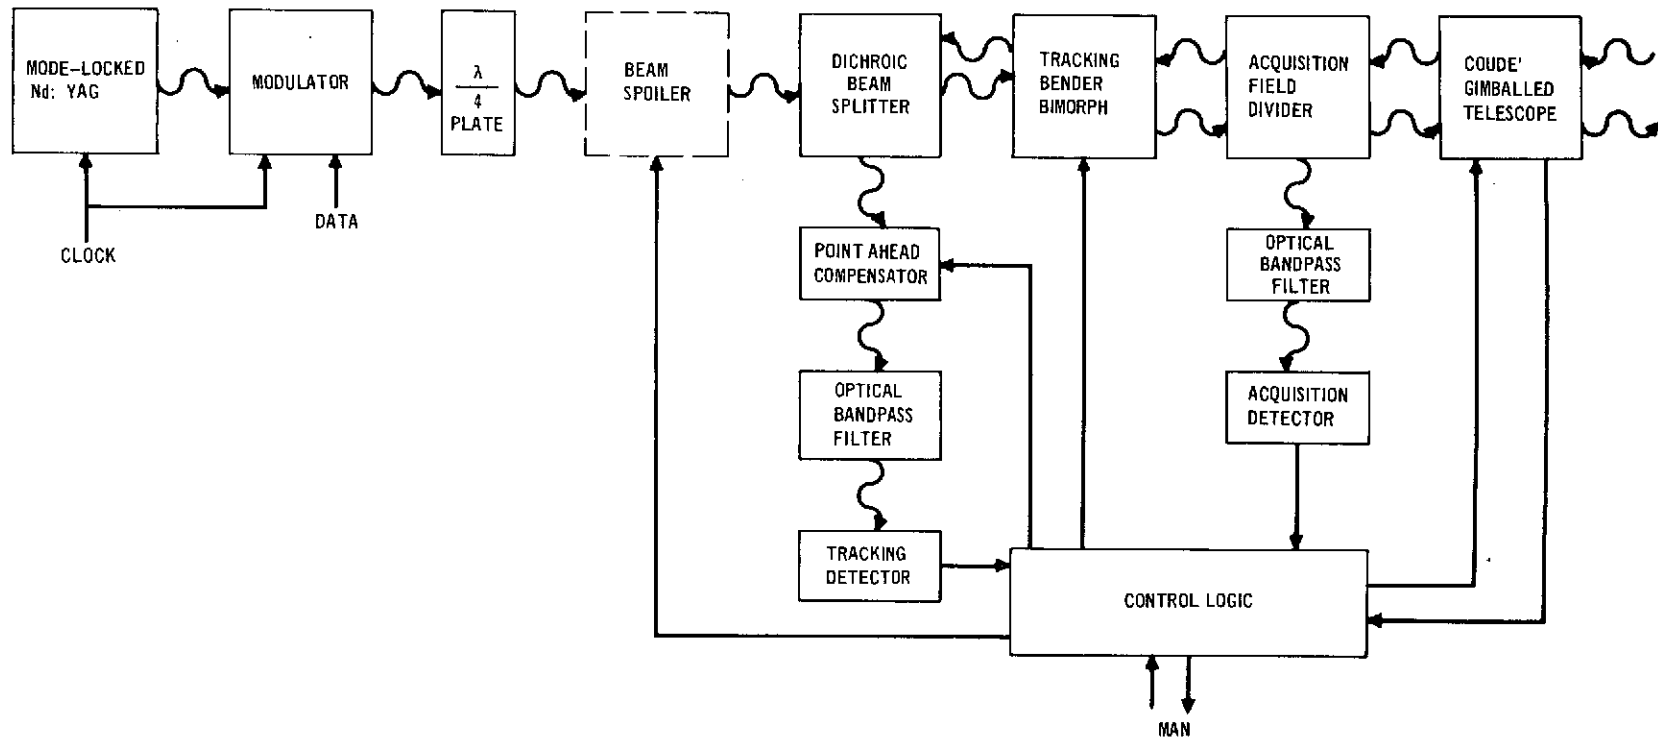 MODE-LOCKED
Nd: YAG
MODULATOR
λ
4
PLATE
BEAM
SPOILER
DICHROIC
BEAM
SPLITTER
TRACKING
BENDER
BIMORPH
ACQUISITION
FIELD
DIVIDER
COUDE'
GIMBALLED
TELESCOPE
CLOCK
DATA
POINT AHEAD
COMPENSATOR
OPTICAL
BANDPASS
FILTER
OPTICAL
BANDPASS
FILTER
ACQUISITION
DETECTOR
TRACKING
DETECTOR
CONTROL LOGIC
MAN